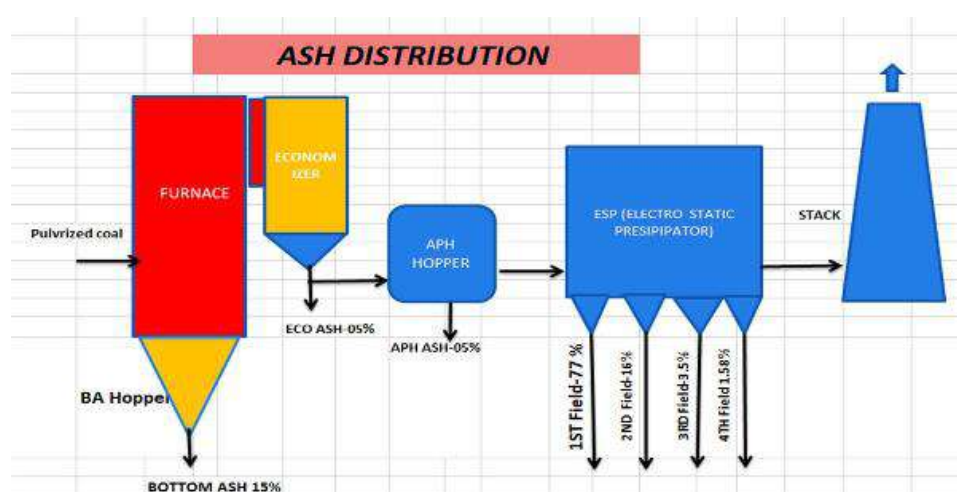 ASH DISTRIBUTION
ECONOM
IZER
FURNACE
Pulvrized coal
APH
HOPPER
ESP (ELECTRO STATIC
PRESIPIPATOR)
STACK
ECO ASH-05%
APH ASH-05%
BA Hopper
BOTTOM ASH 15%
1ST Field-77 %
2ND Field-16%
3RD Field-3.5%
4TH Field 1.58%